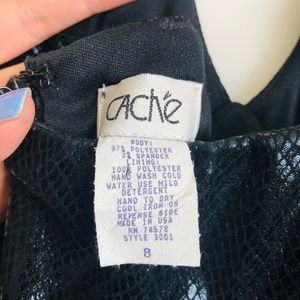 CACHÉ
BODY:
97% POLYESTER
3% SPANDEX
LINING:
100% POLYESTER
HAND WASH COLD
WATER USE MILD
DETERGENT
HAND TO DRY
COOL IRON ON
REVERSE SIDE
MADE IN USA
RN 74578
STYLE 3001
8